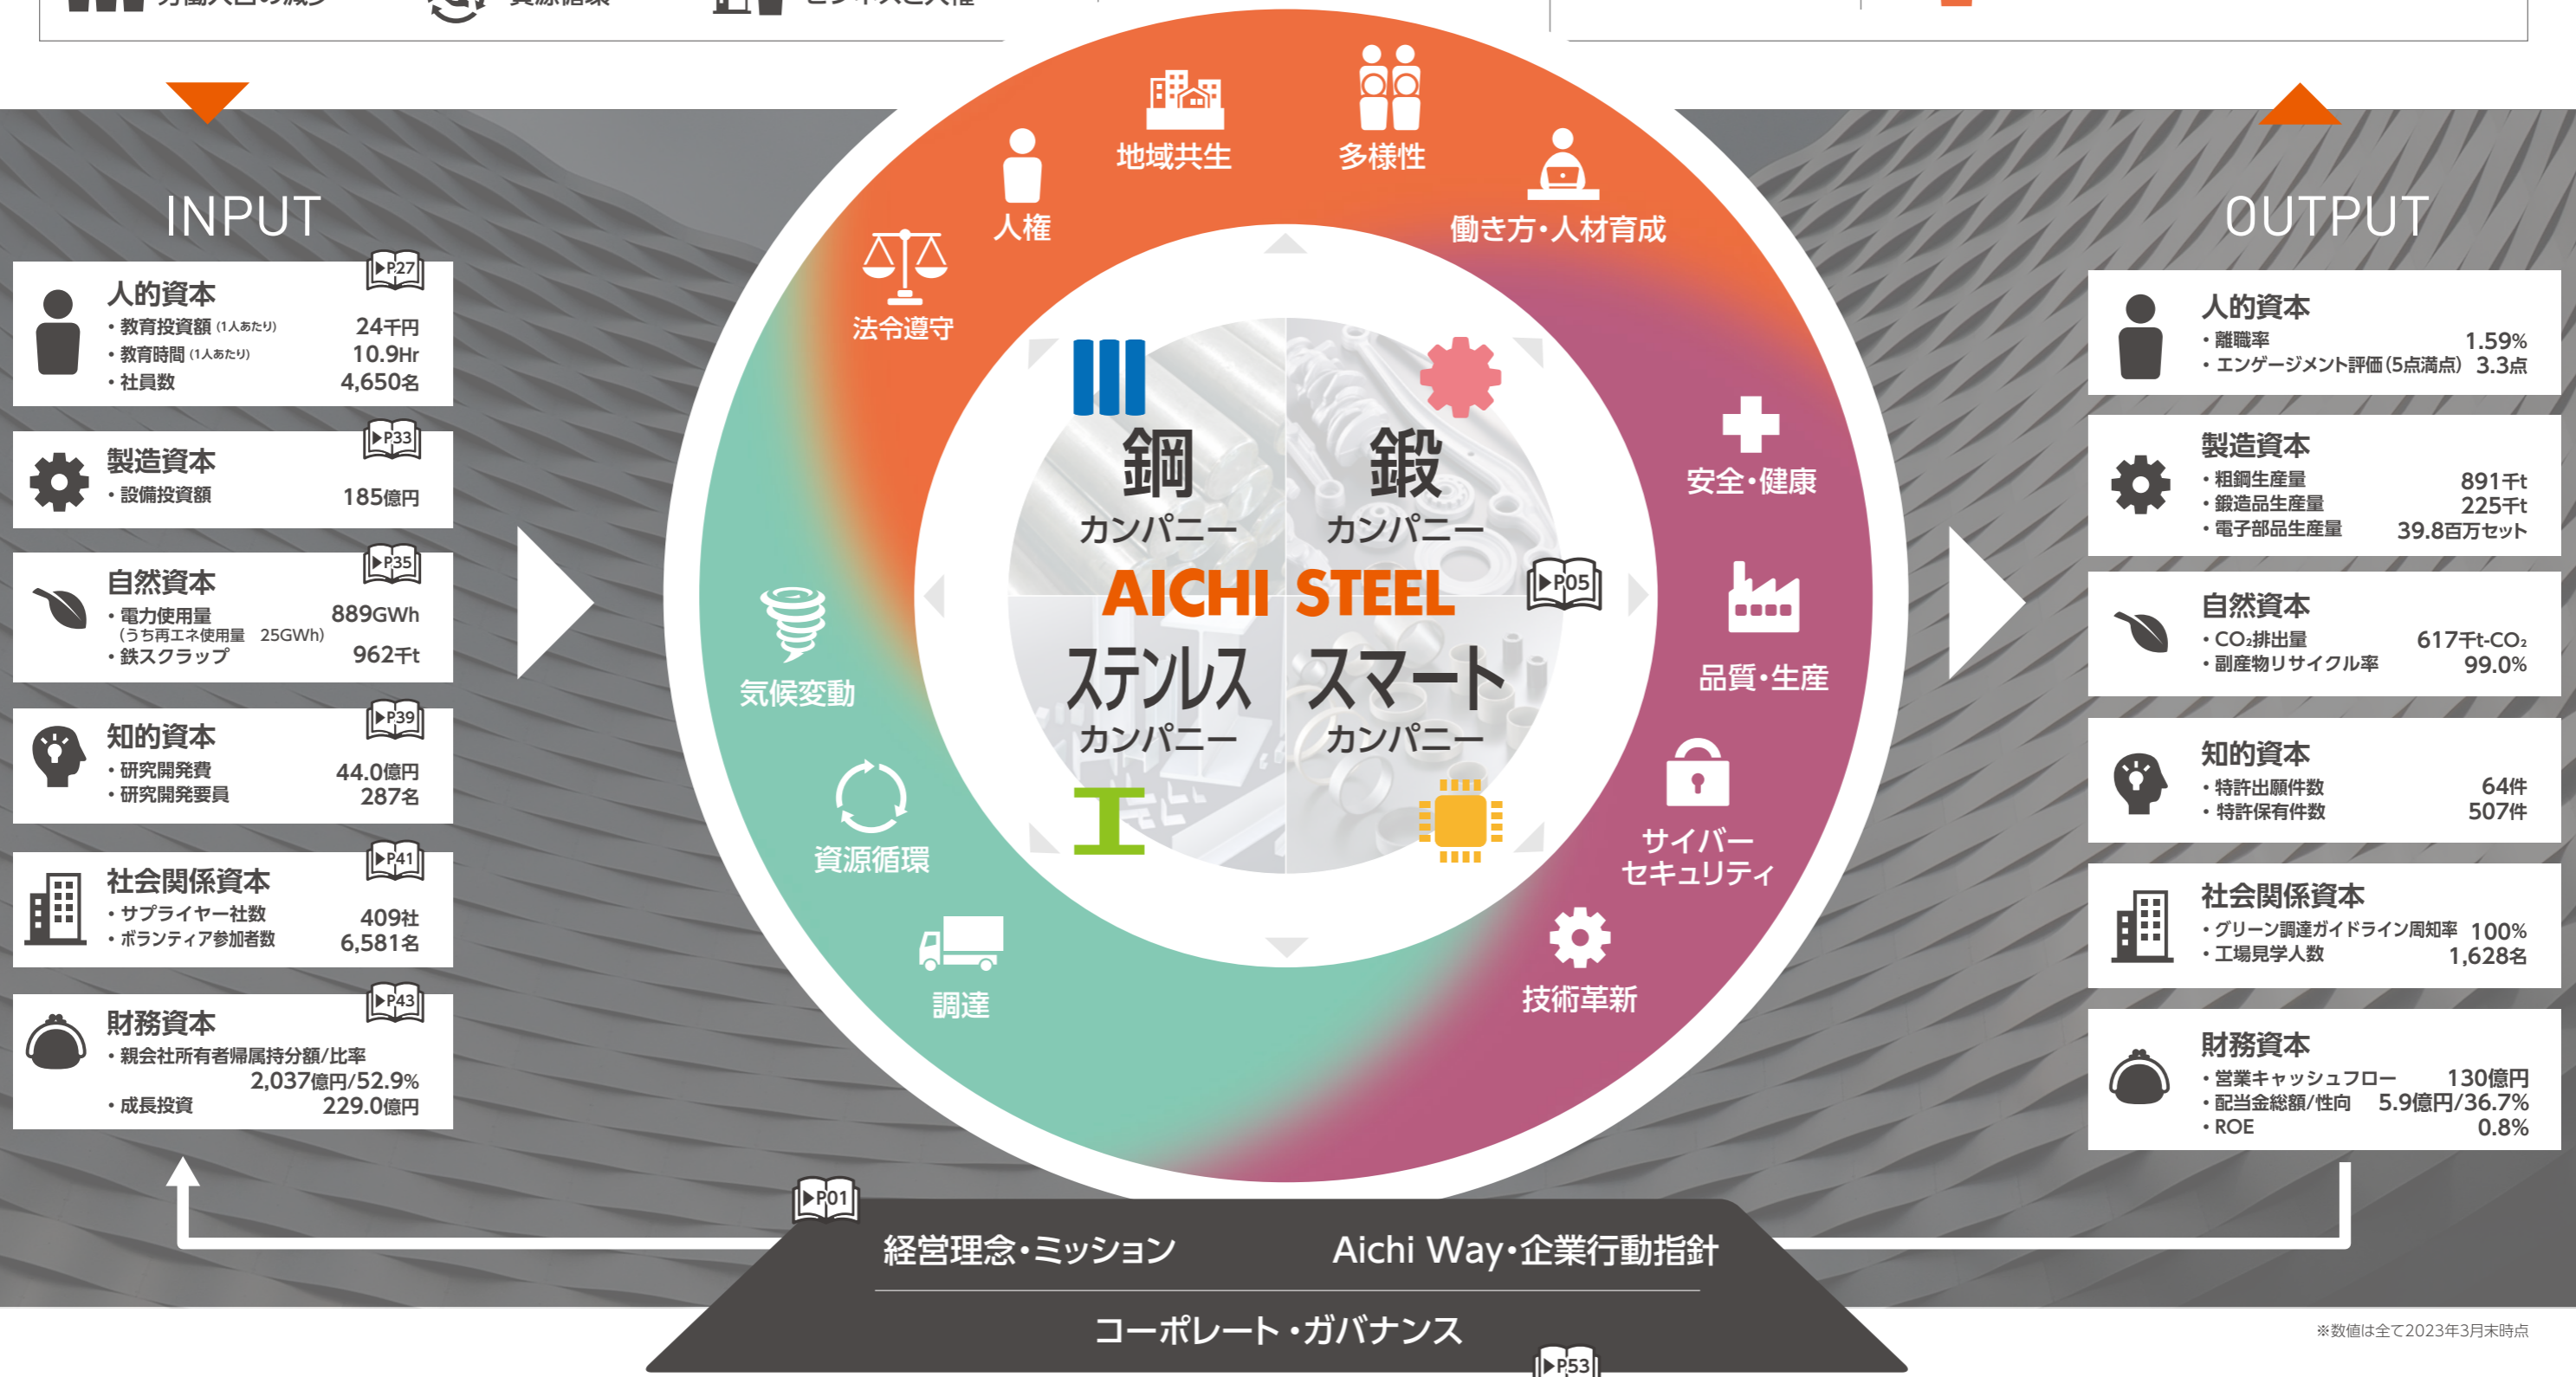 資源循環
INPUT
人的資本
▶P27
・教育投資額(1人あたり) 24千円
・教育時間(1人あたり) 10.9Hr
・社員数 4,650名
製造資本
▶P33
・設備投資額 185億円
自然資本
▶P35
・電力使用量 889GWh
(うち再エネ使用量 25GWh)
・鉄スクラップ 962千t
知的資本
▶P39
・研究開発費 44.0億円
・研究開発要員 287名
社会関係資本
▶P41
・サプライヤー社数 409社
・ボランティア参加者数 6,581名
財務資本
▶P43
・親会社所有者帰属持分額/比率
2,037億円/52.9%
・成長投資 229.0億円
地域共生
多様性
人権
働き方・人材育成
法令遵守
安全・健康
品質・生産
サイバー
セキュリティ
技術革新
気候変動
資源循環
調達
鋼
カンパニー
鍛
カンパニー
AICHI STEEL
▶P05
ステンレス
カンパニー
スマート
カンパニー
OUTPUT
人的資本
・離職率 1.59%
・エンゲージメント評価(5点満点) 3.3点
製造資本
・粗鋼生産量 891千t
・鍛造品生産量 225千t
・電子部品生産量 39.8百万セット
自然資本
・CO₂排出量 617千t-CO₂
・副産物リサイクル率 99.0%
知的資本
・特許出願件数 64件
・特許保有件数 507件
社会関係資本
・グリーン調達ガイドライン周知率 100%
・工場見学人数 1,628名
財務資本
・営業キャッシュフロー 130億円
・配当金総額/性向 5.9億円/36.7%
・ROE 0.8%
▶P01
経営理念・ミッション
Aichi Way・企業行動指針
コーポレート・ガバナンス
▶P53
※数値は全て2023年3月末時点